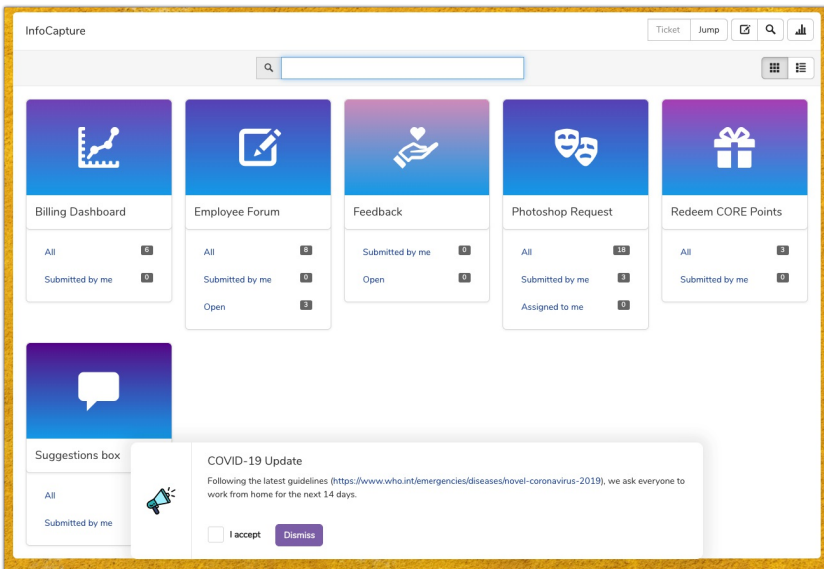 InfoCapture
Ticket Jump
Billing Dashboard
All 6
Submitted by me 0
Employee Forum
All 8
Submitted by me 0
Open 3
Feedback
Submitted by me 0
Open 0
Photoshop Request
All 18
Submitted by me 3
Assigned to me 0
Redeem CORE Points
All 3
Submitted by me 0
Suggestions box
All
Submitted by me
COVID-19 Update
Following the latest guidelines (https://www.who.int/emergencies/diseases/novel-coronavirus-2019), we ask everyone to
work from home for the next 14 days.
I accept Dismiss